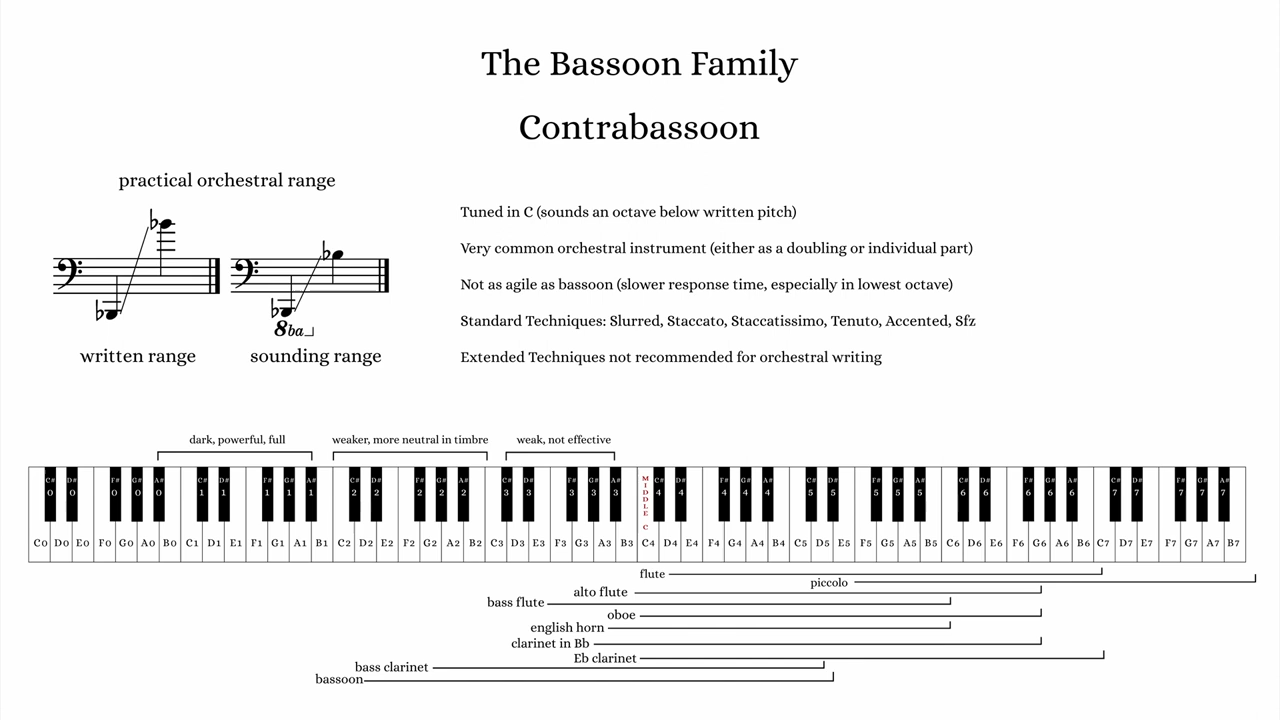 The Bassoon Family
Contrabassoon
practical orchestral range
written range
8ba
sounding range
Tuned in C (sounds an octave below written pitch)
Very common orchestral instrument (either as a doubling or individual part)
Not as agile as bassoon (slower response time, especially in lowest octave)
Standard Techniques: Slurred, Staccato, Staccatissimo, Tenuto, Accented, Sfz
Extended Techniques not recommended for orchestral writing
dark, powerful, full
weaker, more neutral in timbre
weak, not effective
C# 0 D# 0 F# 0 G# 0 A# 0 C# 1 D# 1 F# 1 G# 1 A# 1 C# 2 D# 2 F# 2 G# 2 A# 2 C# 3 D# 3 F# 3 G# 3 A# 3 MIDDLE C C# 4 D# 4 F# 4 G# 4 A# 4 C# 5 D# 5 F# 5 G# 5 A# 5 C# 6 D# 6 F# 6 G# 6 A# 6 C# 7 D# 7 F# 7 G# 7 A# 7
C0 D0 E0 F0 G0 A0 B0 C1 D1 E1 F1 G1 A1 B1 C2 D2 E2 F2 G2 A2 B2 C3 D3 E3 F3 G3 A3 B3 C4 D4 E4 F4 G4 A4 B4 C5 D5 E5 F5 G5 A5 B5 C6 D6 E6 F6 G6 A6 B6 C7 D7 E7 F7 G7 A7 B7
flute
piccolo
alto flute
bass flute
oboe
english horn
clarinet in Bb
Eb clarinet
bass clarinet
bassoon